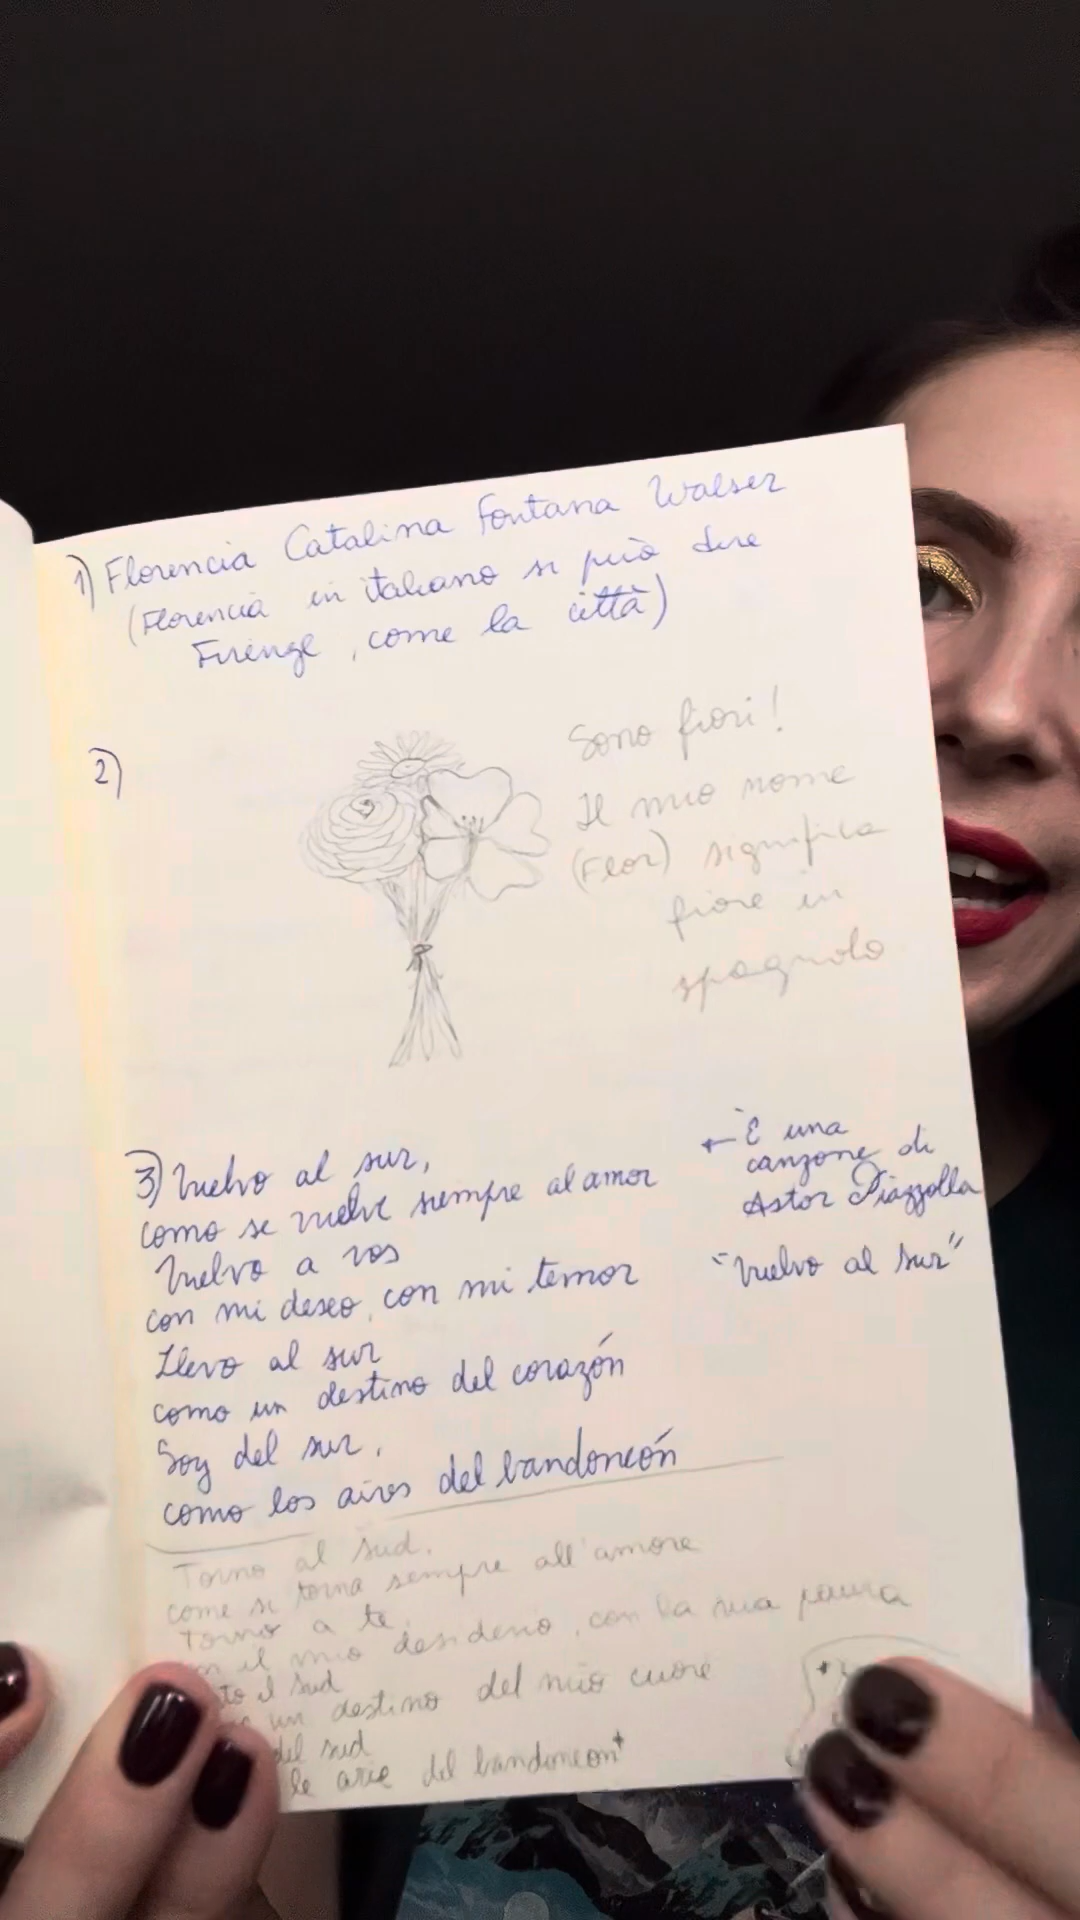 1) Florencia Catalina Fontana Walser
(Florencia in italiano si può dire
Firenze, come la città)
2)
Sono fiori!
Il mio nome
(Flor) significa
fiore in
spagnolo
3) Vuelvo al sur,
como se vuelve siempre al amor
Vuelvo a vos
con mi deseo, con mi temor
Llevo al sur
como un destino del corazón
Soy del sur,
como los aires del bandoneón
← È una
canzone di
Astor Piazzolla
"Vuelvo al sur"
Torno al sud,
come si torna sempre all'amore
Torno a te,
il mio desiderio, con la mia paura
il sud
un destino del mio cuore
del sud
le arie del bandoneon*